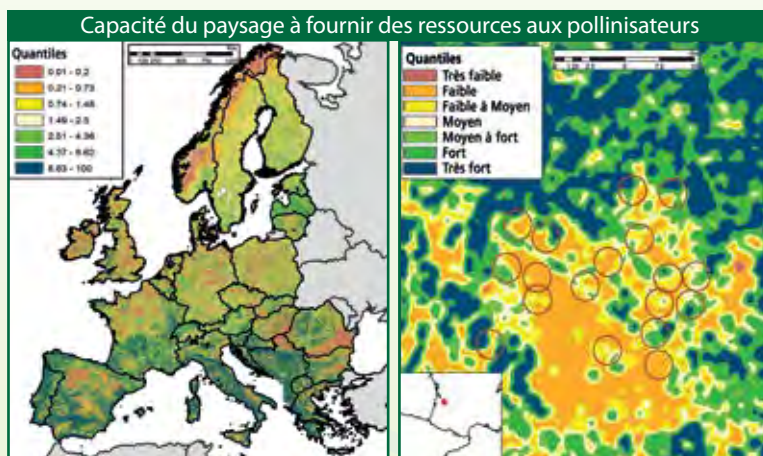 Capacité du paysage à fournir des ressources aux pollinisateurs
Quantiles
0.01 - 0.2
0.21 - 0.73
0.74 - 1.48
1.49 - 2.5
2.51 - 4.36
4.37 - 6.62
6.63 - 100
Quantiles
Très faible
Faible
Faible à Moyen
Moyen
Moyen à fort
Fort
Très fort